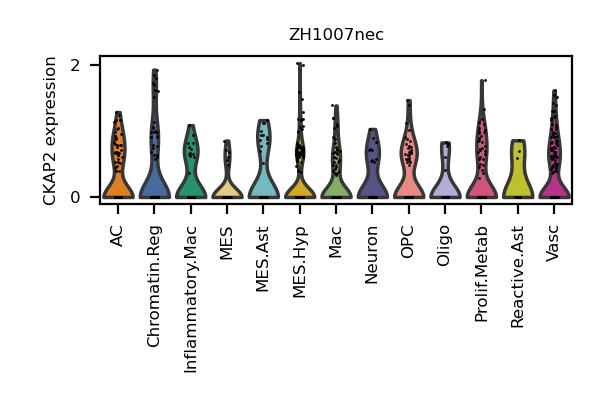 ZH1007nec
CKAP2 expression
2
0
AC
Chromatin.Reg
Inflammatory.Mac
MES
MES.Ast
MES.Hyp
Mac
Neuron
OPC
Oligo
Prolif.Metab
Reactive.Ast
Vasc